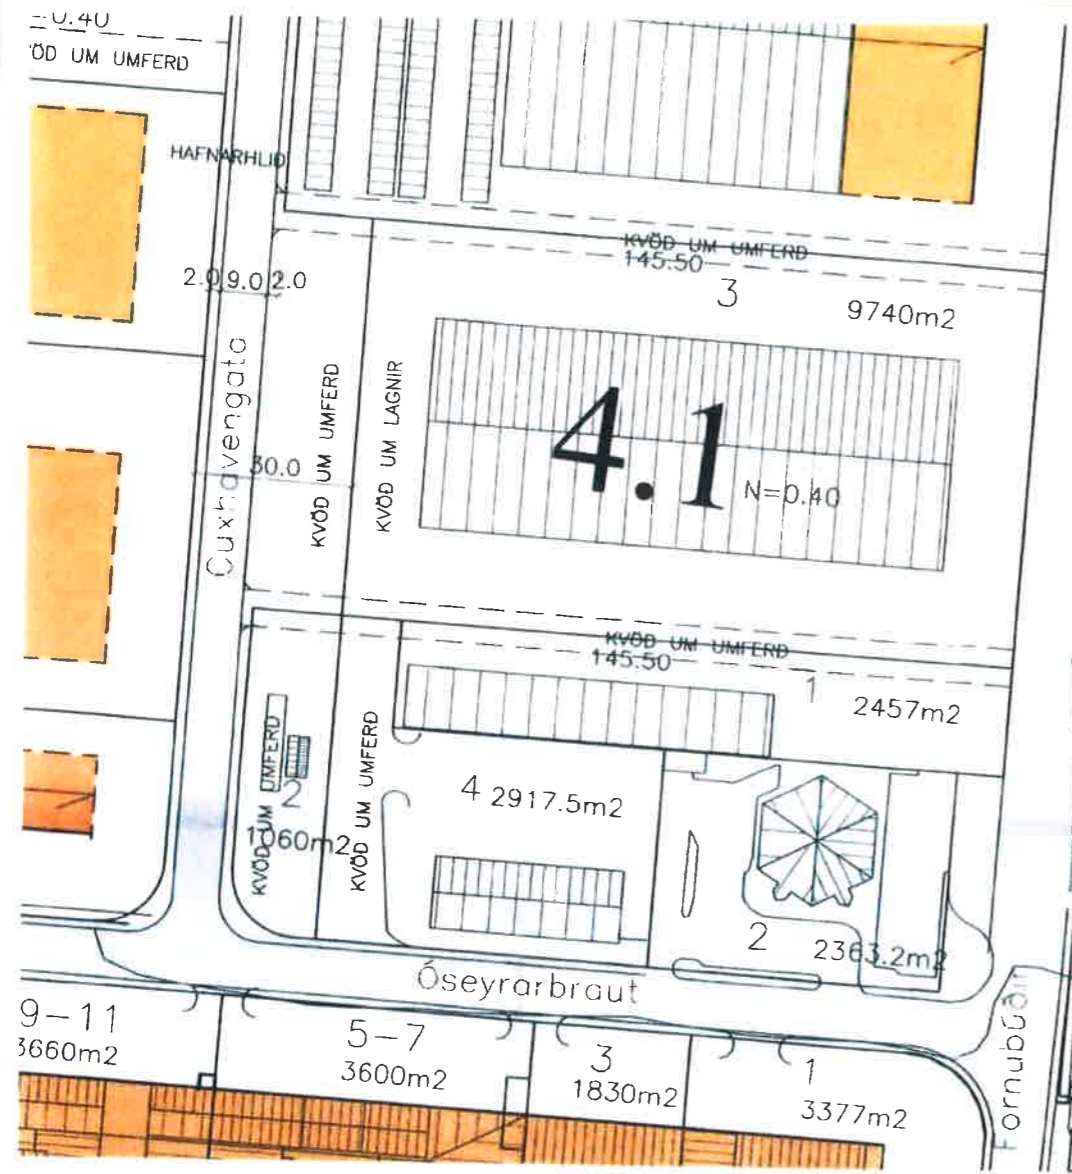 =0.40
KVÖÐ UM UMFERÐ
HAFNARHLIÐ
KVÖÐ UM UMFERÐ
145.50
3
9740m2
2.0 9.0 2.0
Cuxhavengata
30.0
KVÖÐ UM UMFERÐ
KVÖÐ UM LAGNIR
4.1
N=0.40
KVÖÐ UM UMFERÐ
145.50
1
2457m2
KVÖÐ UM UMFERÐ
2
1060m2
KVÖÐ UM UMFERÐ
4 2917.5m2
2
2363.2m2
Óseyrarbraut
9-11
3660m2
5-7
3600m2
3
1830m2
1
3377m2
Fornubúðir